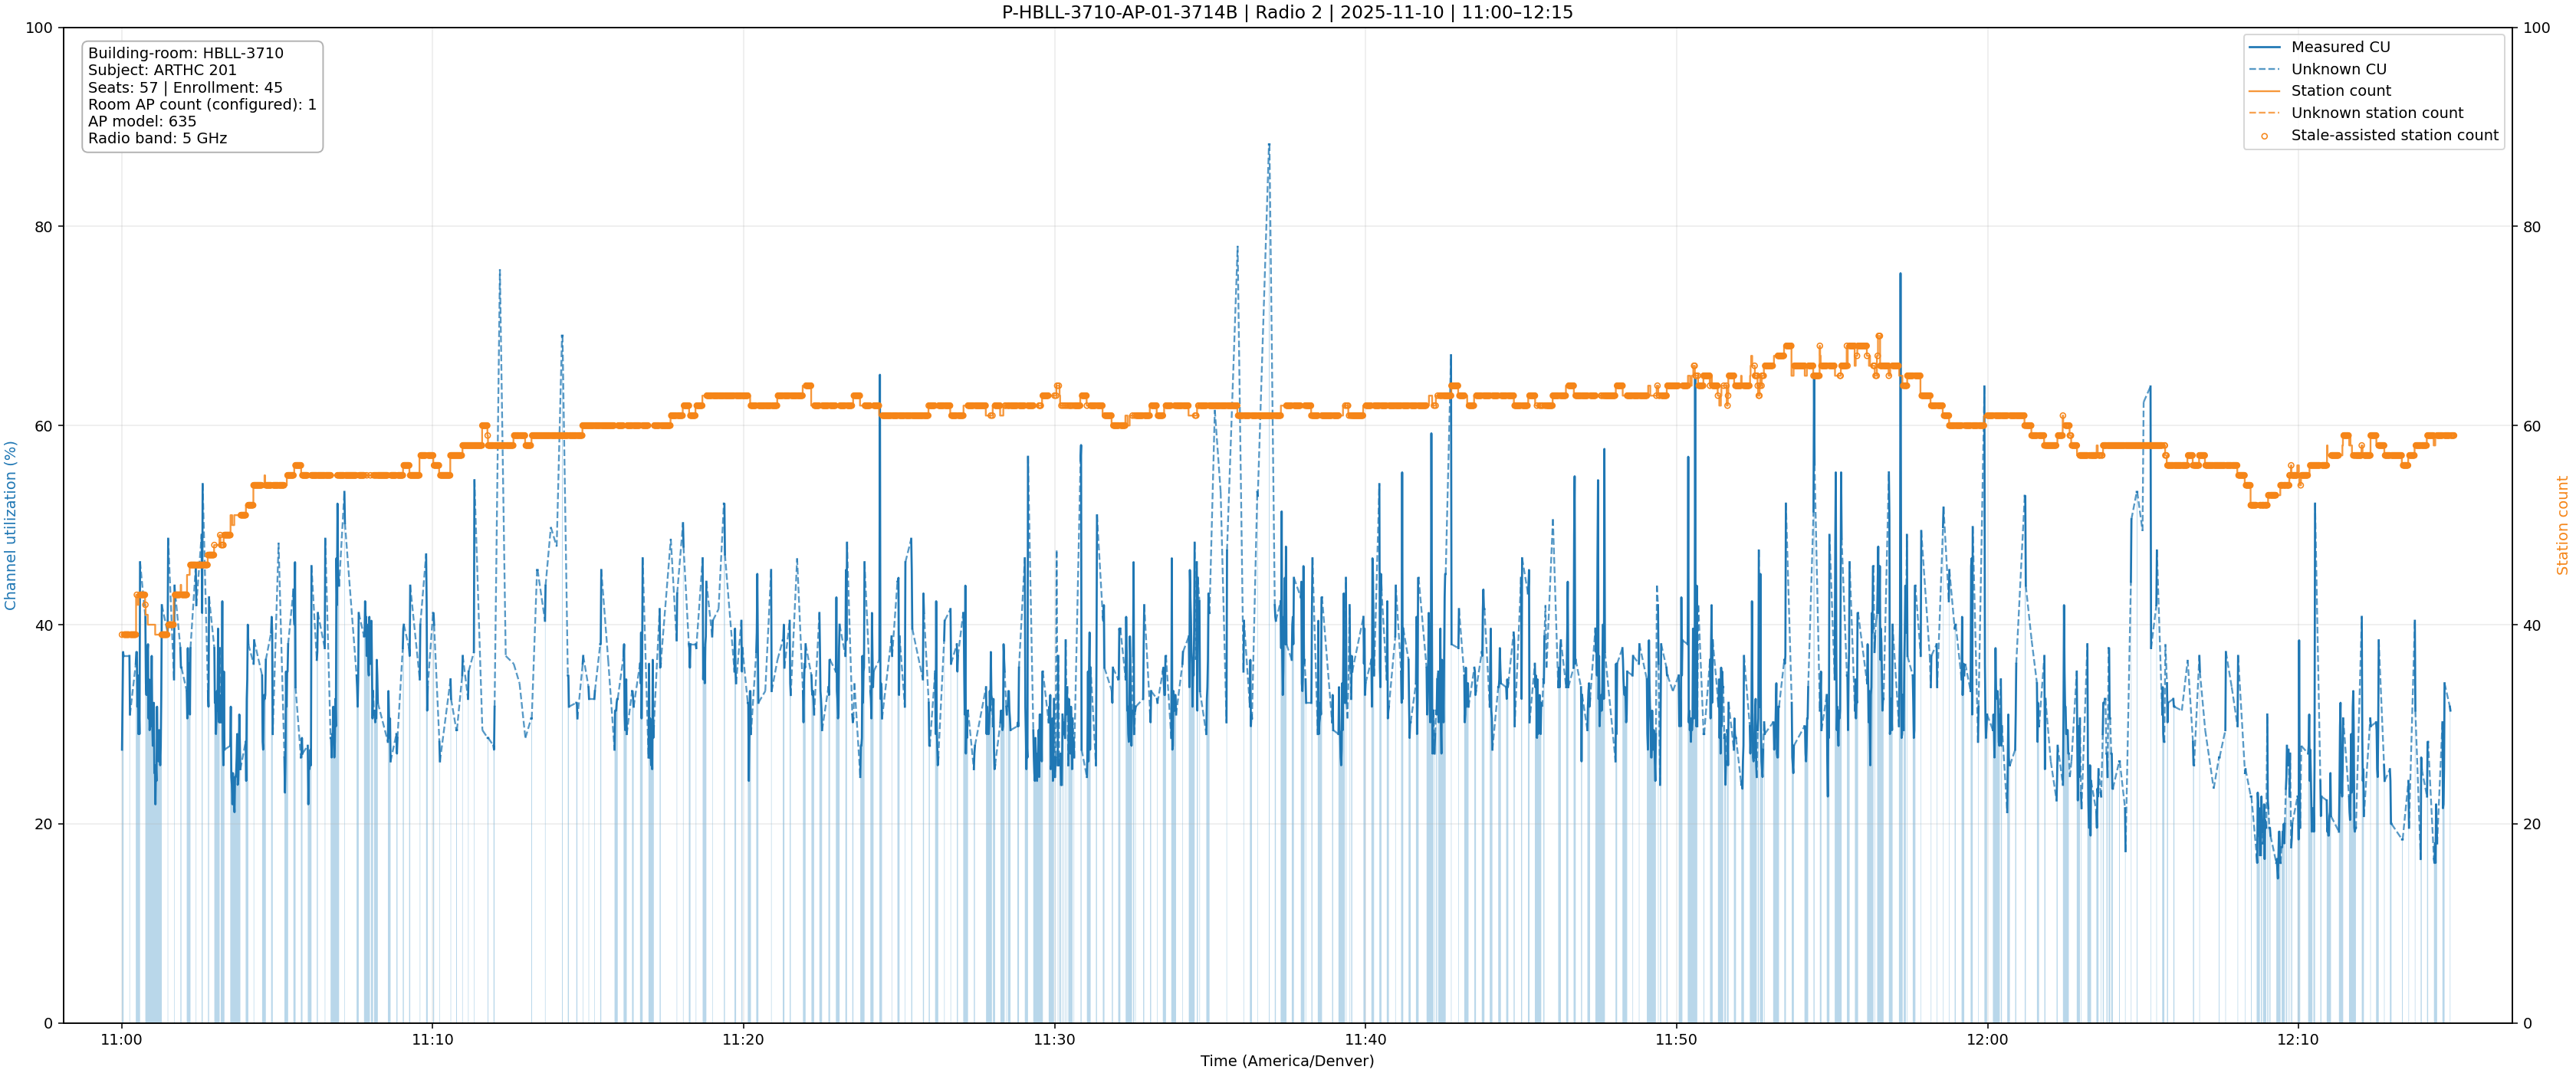 P-HBLL-3710-AP-01-3714B | Radio 2 | 2025-11-10 | 11:00–12:15
Building-room: HBLL-3710
Subject: ARTHC 201
Seats: 57 | Enrollment: 45
Room AP count (configured): 1
AP model: 635
Radio band: 5 GHz
Measured CU
Unknown CU
Station count
Unknown station count
Stale-assisted station count
Channel utilization (%)
100
80
60
40
20
0
100
80
60
40
20
0
Station count
11:00
11:10
11:20
11:30
11:40
11:50
12:00
12:10
Time (America/Denver)